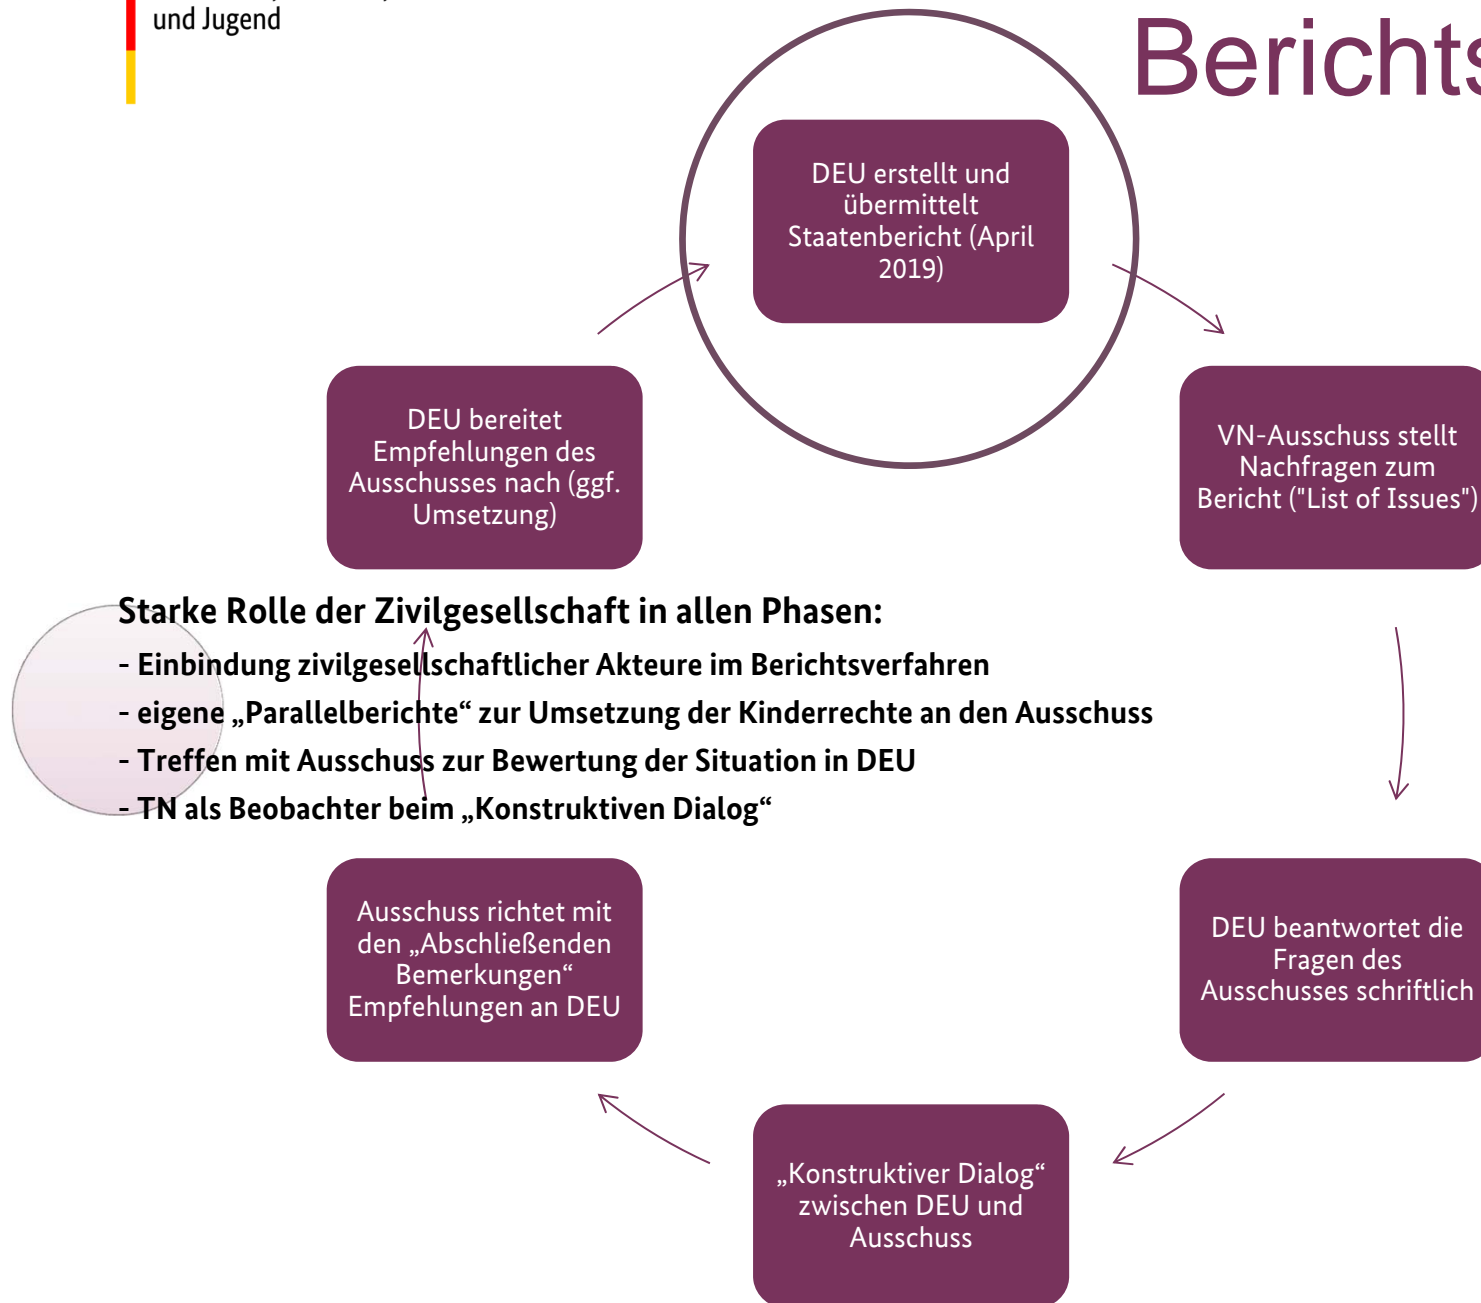 und Jugend
Berichts
DEU erstellt und
übermittelt
Staatenbericht (April
2019)
DEU bereitet
Empfehlungen des
Ausschusses nach (ggf.
Umsetzung)
VN-Ausschuss stellt
Nachfragen zum
Bericht ("List of Issues")
Starke Rolle der Zivilgesellschaft in allen Phasen:
- Einbindung zivilgesellschaftlicher Akteure im Berichtsverfahren
- eigene „Parallelberichte“ zur Umsetzung der Kinderrechte an den Ausschuss
- Treffen mit Ausschuss zur Bewertung der Situation in DEU
- TN als Beobachter beim „Konstruktiven Dialog“
Ausschuss richtet mit
den „Abschließenden
Bemerkungen“
Empfehlungen an DEU
DEU beantwortet die
Fragen des
Ausschusses schriftlich
„Konstruktiver Dialog“
zwischen DEU und
Ausschuss